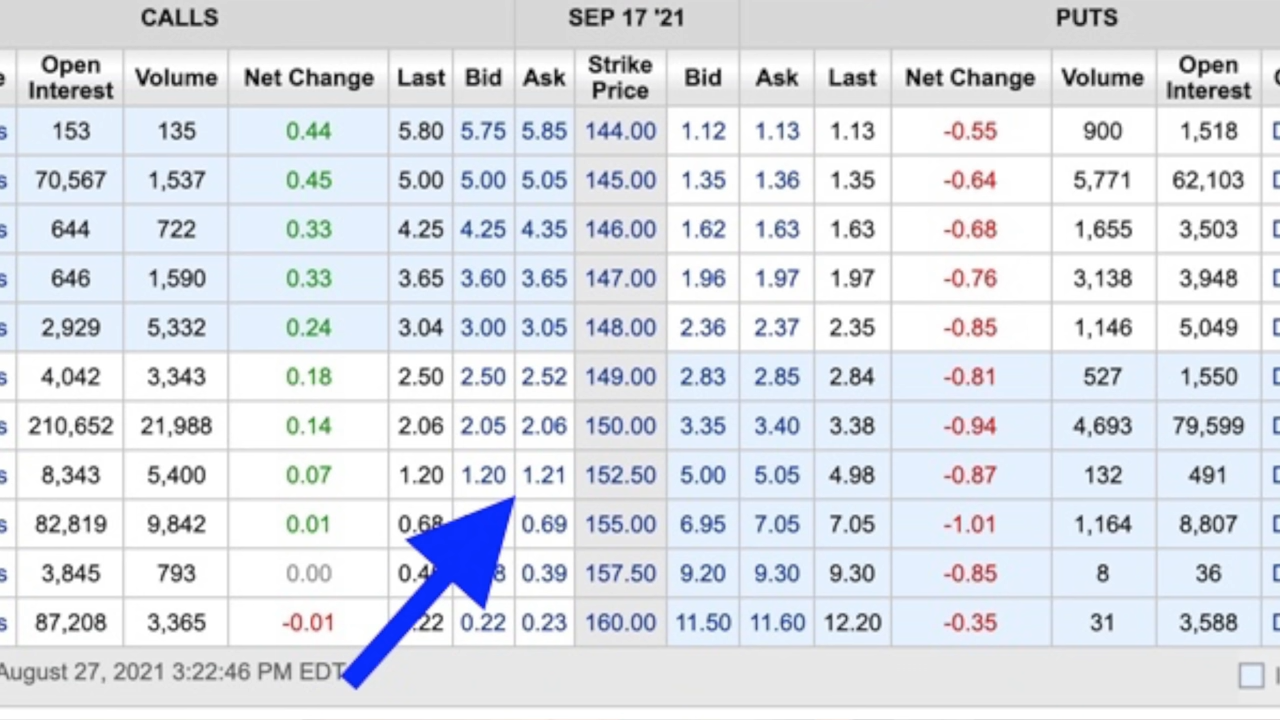 CALLS SEP 17 '21 PUTS
Open Interest Volume Net Change Last Bid Ask Strike Price Bid Ask Last Net Change Volume Open Interest
153 135 0.44 5.80 5.75 5.85 144.00 1.12 1.13 1.13 -0.55 900 1,518
70,567 1,537 0.45 5.00 5.00 5.05 145.00 1.35 1.36 1.35 -0.64 5,771 62,103
644 722 0.33 4.25 4.25 4.35 146.00 1.62 1.63 1.63 -0.68 1,655 3,503
646 1,590 0.33 3.65 3.60 3.65 147.00 1.96 1.97 1.97 -0.76 3,138 3,948
2,929 5,332 0.24 3.04 3.00 3.05 148.00 2.36 2.37 2.35 -0.85 1,146 5,049
4,042 3,343 0.18 2.50 2.50 2.52 149.00 2.83 2.85 2.84 -0.81 527 1,550
210,652 21,988 0.14 2.06 2.05 2.06 150.00 3.35 3.40 3.38 -0.94 4,693 79,599
8,343 5,400 0.07 1.20 1.20 1.21 152.50 5.00 5.05 4.98 -0.87 132 491
82,819 9,842 0.01 0.68 0.69 155.00 6.95 7.05 7.05 -1.01 1,164 8,807
3,845 793 0.00 0.39 157.50 9.20 9.30 9.30 -0.85 8 36
87,208 3,365 -0.01 0.22 0.23 160.00 11.50 11.60 12.20 -0.35 31 3,588
August 27, 2021 3:22:46 PM EDT